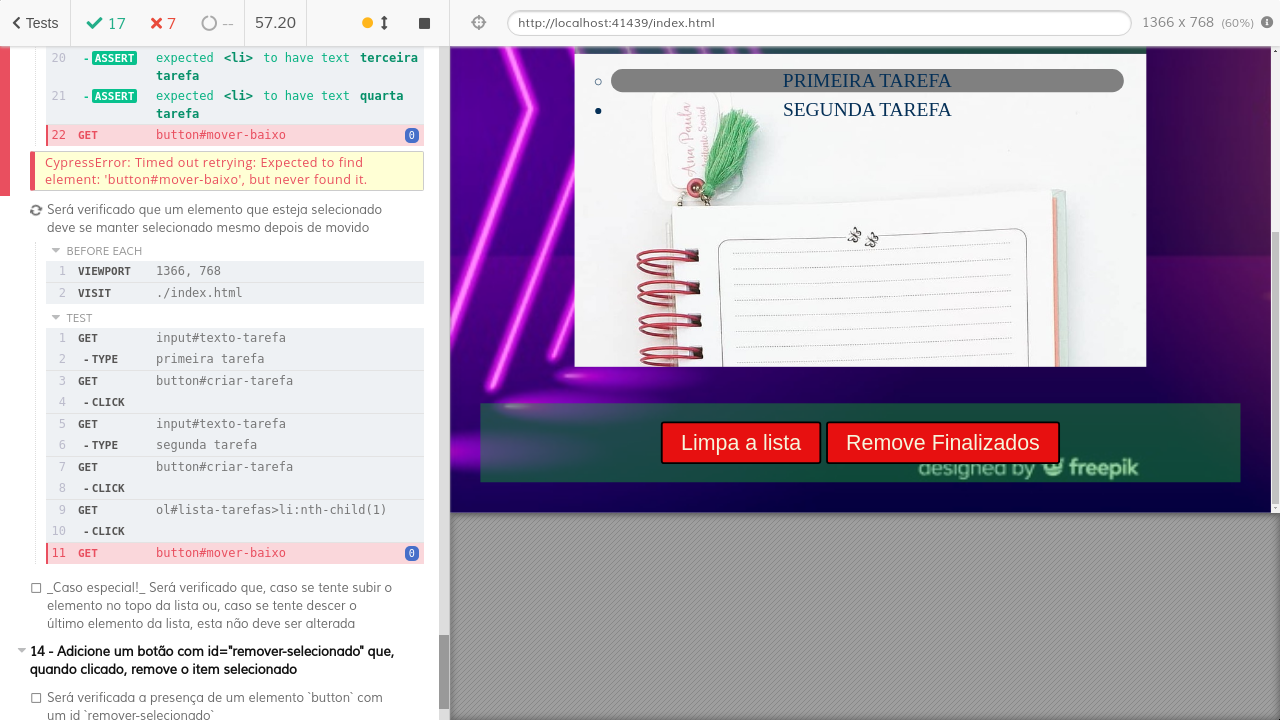 Tests 17 7 -- 57.20
http://localhost:41439/index.html 1366 x 768 (60%)
20 - ASSERT expected <li> to have text terceira
tarefa
21 - ASSERT expected <li> to have text quarta
tarefa
22 GET button#mover-baixo 0
CypressError: Timed out retrying: Expected to find
element: 'button#mover-baixo', but never found it.
Será verificado que um elemento que esteja selecionado
deve se manter selecionado mesmo depois de movido
BEFORE EACH
1 VIEWPORT 1366, 768
2 VISIT ./index.html
TEST
1 GET input#texto-tarefa
2 - TYPE primeira tarefa
3 GET button#criar-tarefa
4 - CLICK
5 GET input#texto-tarefa
6 - TYPE segunda tarefa
7 GET button#criar-tarefa
8 - CLICK
9 GET ol#lista-tarefas>li:nth-child(1)
10 - CLICK
11 GET button#mover-baixo 0
_Caso especial!_ Será verificado que, caso se tente subir o
elemento no topo da lista ou, caso se tente descer o
último elemento da lista, esta não deve ser alterada
14 - Adicione um botão com id="remover-selecionado" que,
quando clicado, remove o item selecionado
Será verificada a presença de um elemento `button` com
um id `remover-selecionado`
PRIMEIRA TAREFA
SEGUNDA TAREFA
Ana Paula
Social
Limpa a lista
Remove Finalizados
designed by freepik